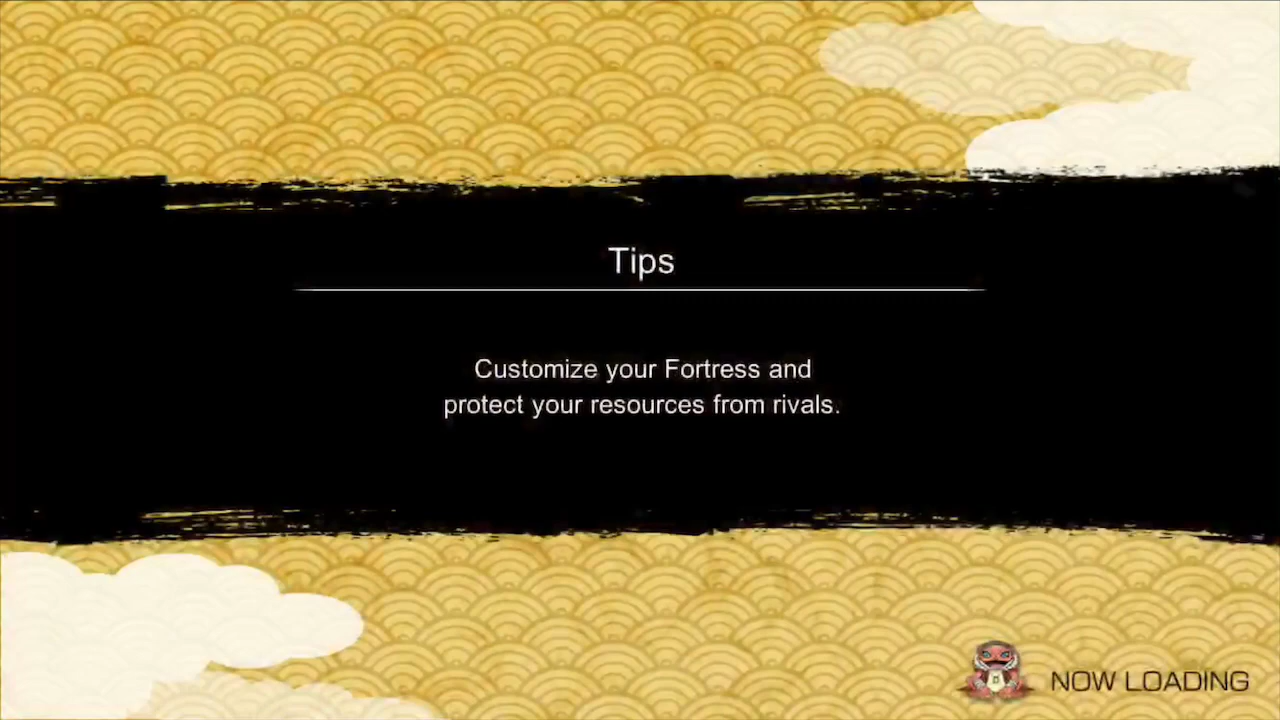 Tips
Customize your Fortress and
protect your resources from rivals.
NOW LOADING